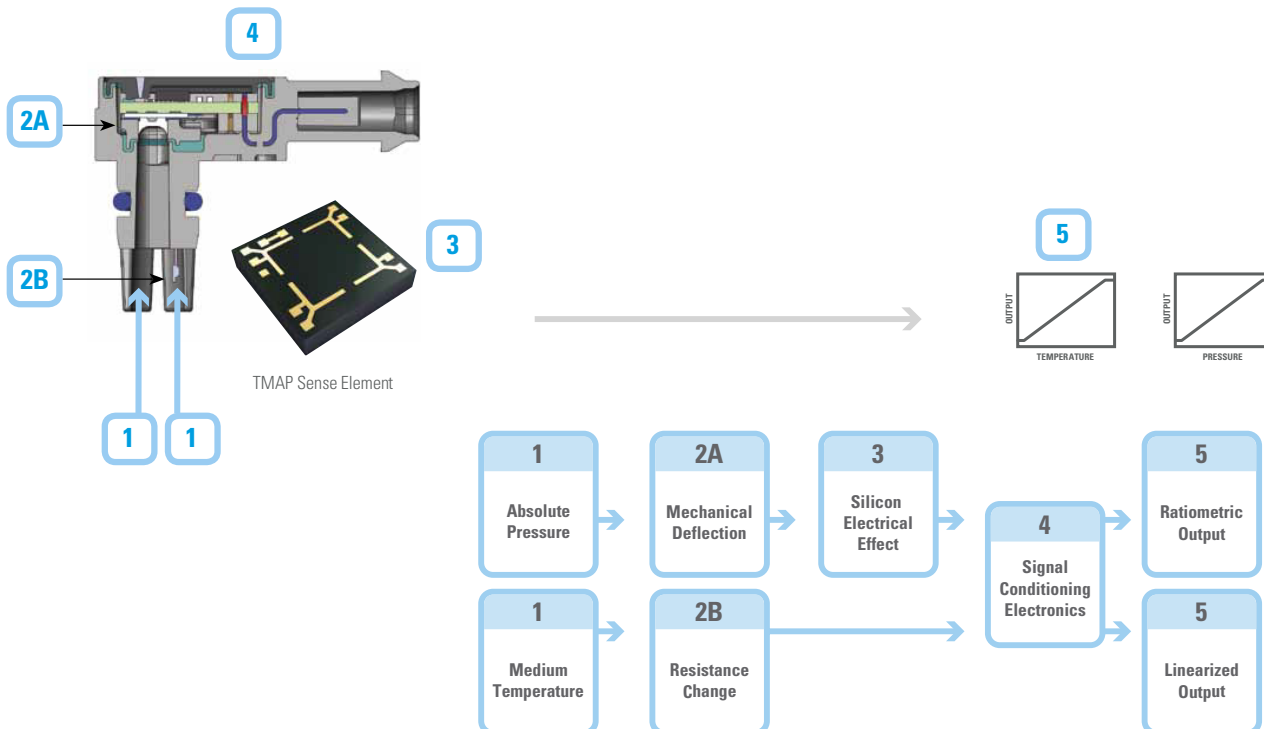 4
2A
3
2B
TMAP Sense Element
1
1
5
OUTPUT
TEMPERATURE
OUTPUT
PRESSURE
1
Absolute
Pressure
2A
Mechanical
Deflection
3
Silicon
Electrical
Effect
4
Signal
Conditioning
Electronics
5
Ratiometric
Output
1
Medium
Temperature
2B
Resistance
Change
5
Linearized
Output